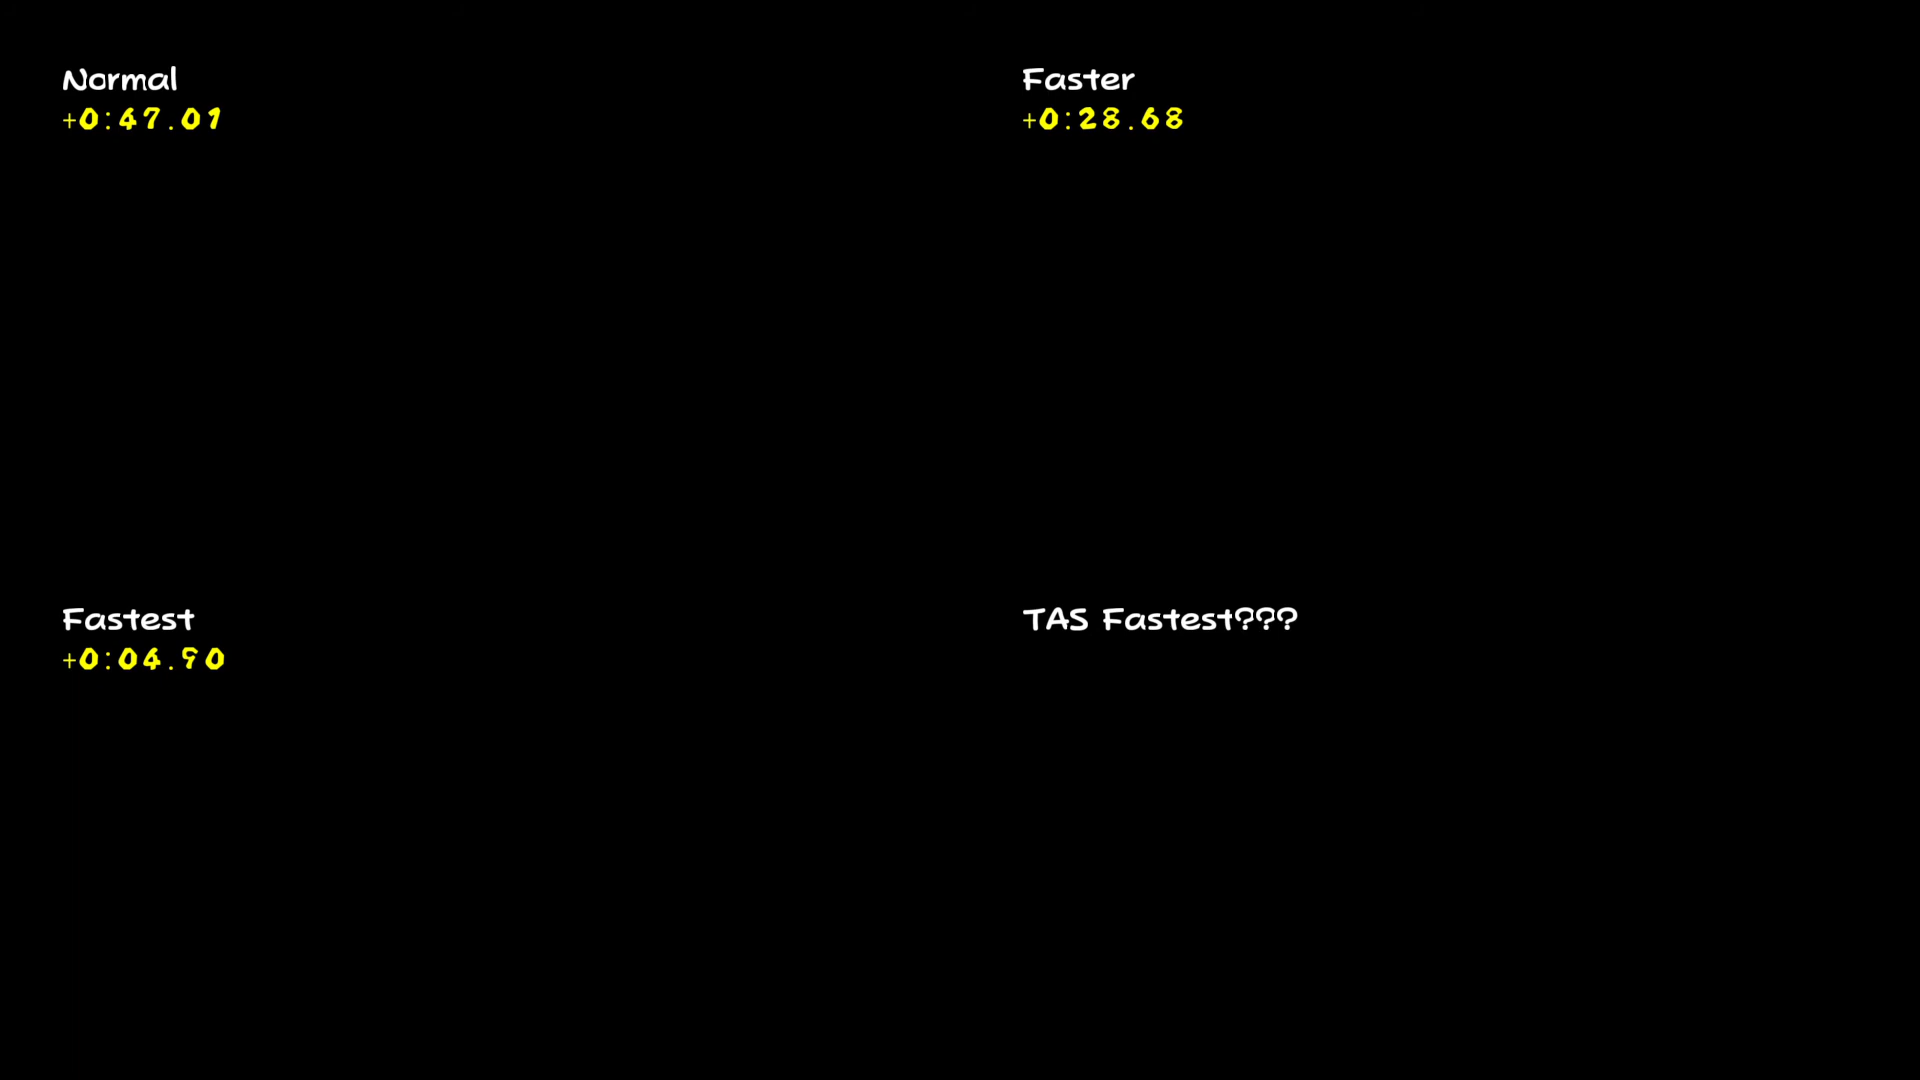 Normal
+0:47.01
Faster
+0:28.68
Fastest
+0:04.90
TAS Fastest???